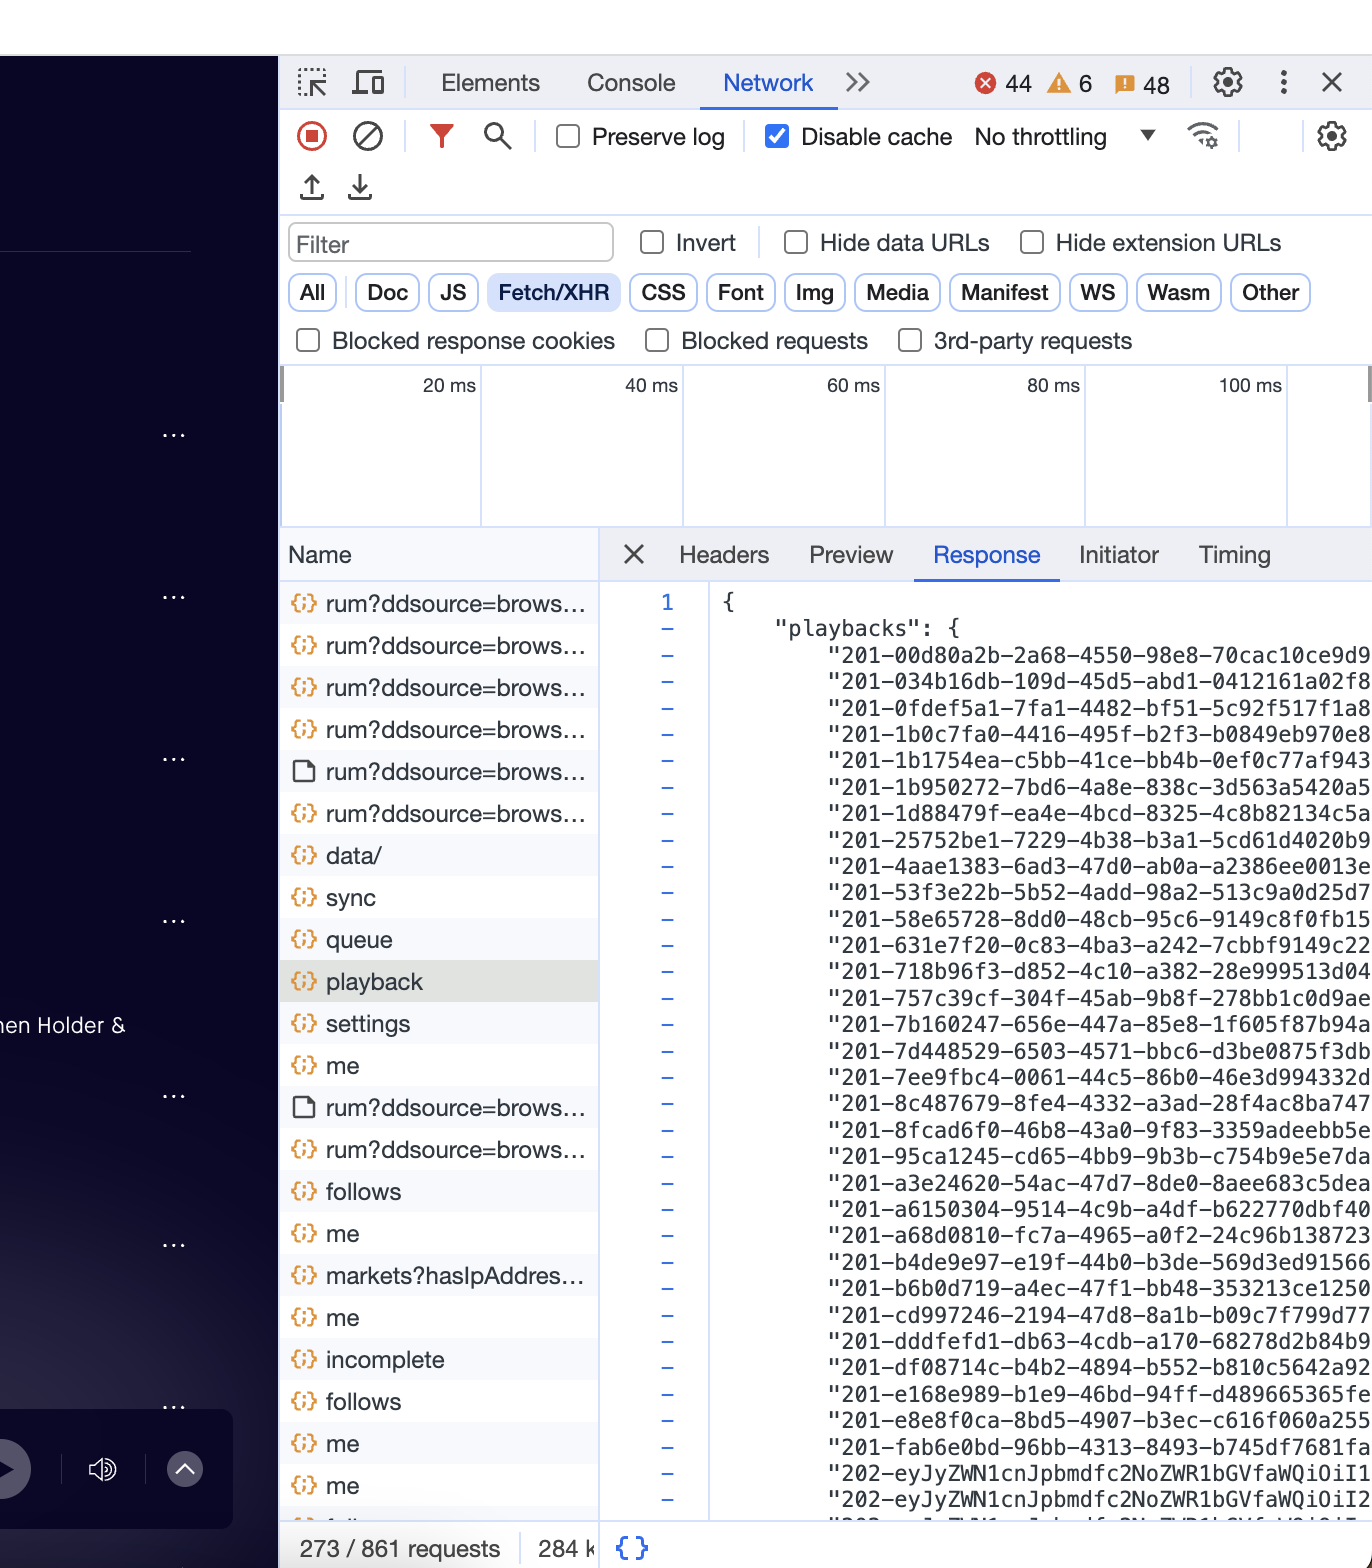 Elements Console Network 44 6 48
Preserve log Disable cache No throttling
Filter Invert Hide data URLs Hide extension URLs
All Doc JS Fetch/XHR CSS Font Img Media Manifest WS Wasm Other
Blocked response cookies Blocked requests 3rd-party requests
20 ms 40 ms 60 ms 80 ms 100 ms
Name
rum?ddsource=brows...
rum?ddsource=brows...
rum?ddsource=brows...
rum?ddsource=brows...
rum?ddsource=brows...
rum?ddsource=brows...
data/
sync
queue
playback
settings
me
rum?ddsource=brows...
rum?ddsource=brows...
follows
me
markets?hasIpAddres...
me
incomplete
follows
me
me
273 / 861 requests 284 k
Headers Preview Response Initiator Timing
1 {
"playbacks": {
"201-00d80a2b-2a68-4550-98e8-70cac10ce9d9
"201-034b16db-109d-45d5-abd1-0412161a02f8
"201-0fdef5a1-7fa1-4482-bf51-5c92f517f1a8
"201-1b0c7fa0-4416-495f-b2f3-b0849eb970e8
"201-1b1754ea-c5bb-41ce-bb4b-0ef0c77af943
"201-1b950272-7bd6-4a8e-838c-3d563a5420a5
"201-1d88479f-ea4e-4bcd-8325-4c8b82134c5a
"201-25752be1-7229-4b38-b3a1-5cd61d4020b9
"201-4aae1383-6ad3-47d0-ab0a-a2386ee0013e
"201-53f3e22b-5b52-4add-98a2-513c9a0d25d7
"201-58e65728-8dd0-48cb-95c6-9149c8f0fb15
"201-631e7f20-0c83-4ba3-a242-7cbbf9149c22
"201-718b96f3-d852-4c10-a382-28e999513d04
"201-757c39cf-304f-45ab-9b8f-278bb1c0d9ae
"201-7b160247-656e-447a-85e8-1f605f87b94a
"201-7d448529-6503-4571-bbc6-d3be0875f3db
"201-7ee9fbc4-0061-44c5-86b0-46e3d994332d
"201-8c487679-8fe4-4332-a3ad-28f4ac8ba747
"201-8fcad6f0-46b8-43a0-9f83-3359adeebb5e
"201-95ca1245-cd65-4bb9-9b3b-c754b9e5e7da
"201-a3e24620-54ac-47d7-8de0-8aee683c5dea
"201-a6150304-9514-4c9b-a4df-b622770dbf40
"201-a68d0810-fc7a-4965-a0f2-24c96b138723
"201-b4de9e97-e19f-44b0-b3de-569d3ed91566
"201-b6b0d719-a4ec-47f1-bb48-353213ce1250
"201-cd997246-2194-47d8-8a1b-b09c7f799d77
"201-dddfefd1-db63-4cdb-a170-68278d2b84b9
"201-df08714c-b4b2-4894-b552-b810c5642a92
"201-e168e989-b1e9-46bd-94ff-d489665365fe
"201-e8e8f0ca-8bd5-4907-b3ec-c616f060a255
"201-fab6e0bd-96bb-4313-8493-b745df7681fa
"202-eyJyZWN1cnJpbmdfc2NoZWR1bGVfaWQiOiI1
"202-eyJyZWN1cnJpbmdfc2NoZWR1bGVfaWQiOiI2
{ }
Holder &